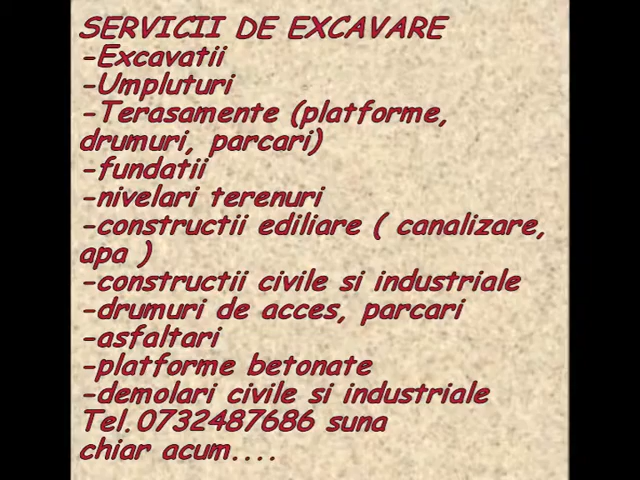 SERVICII DE EXCAVARE
-Excavatii
-Umpluturi
-Terasamente (platforme,
drumuri, parcari)
-fundatii
-nivelari terenuri
-constructii ediliare ( canalizare,
apa )
-constructii civile si industriale
-drumuri de acces, parcari
-asfaltari
-platforme betonate
-demolari civile si industriale
Tel.0732487686 suna
chiar acum....